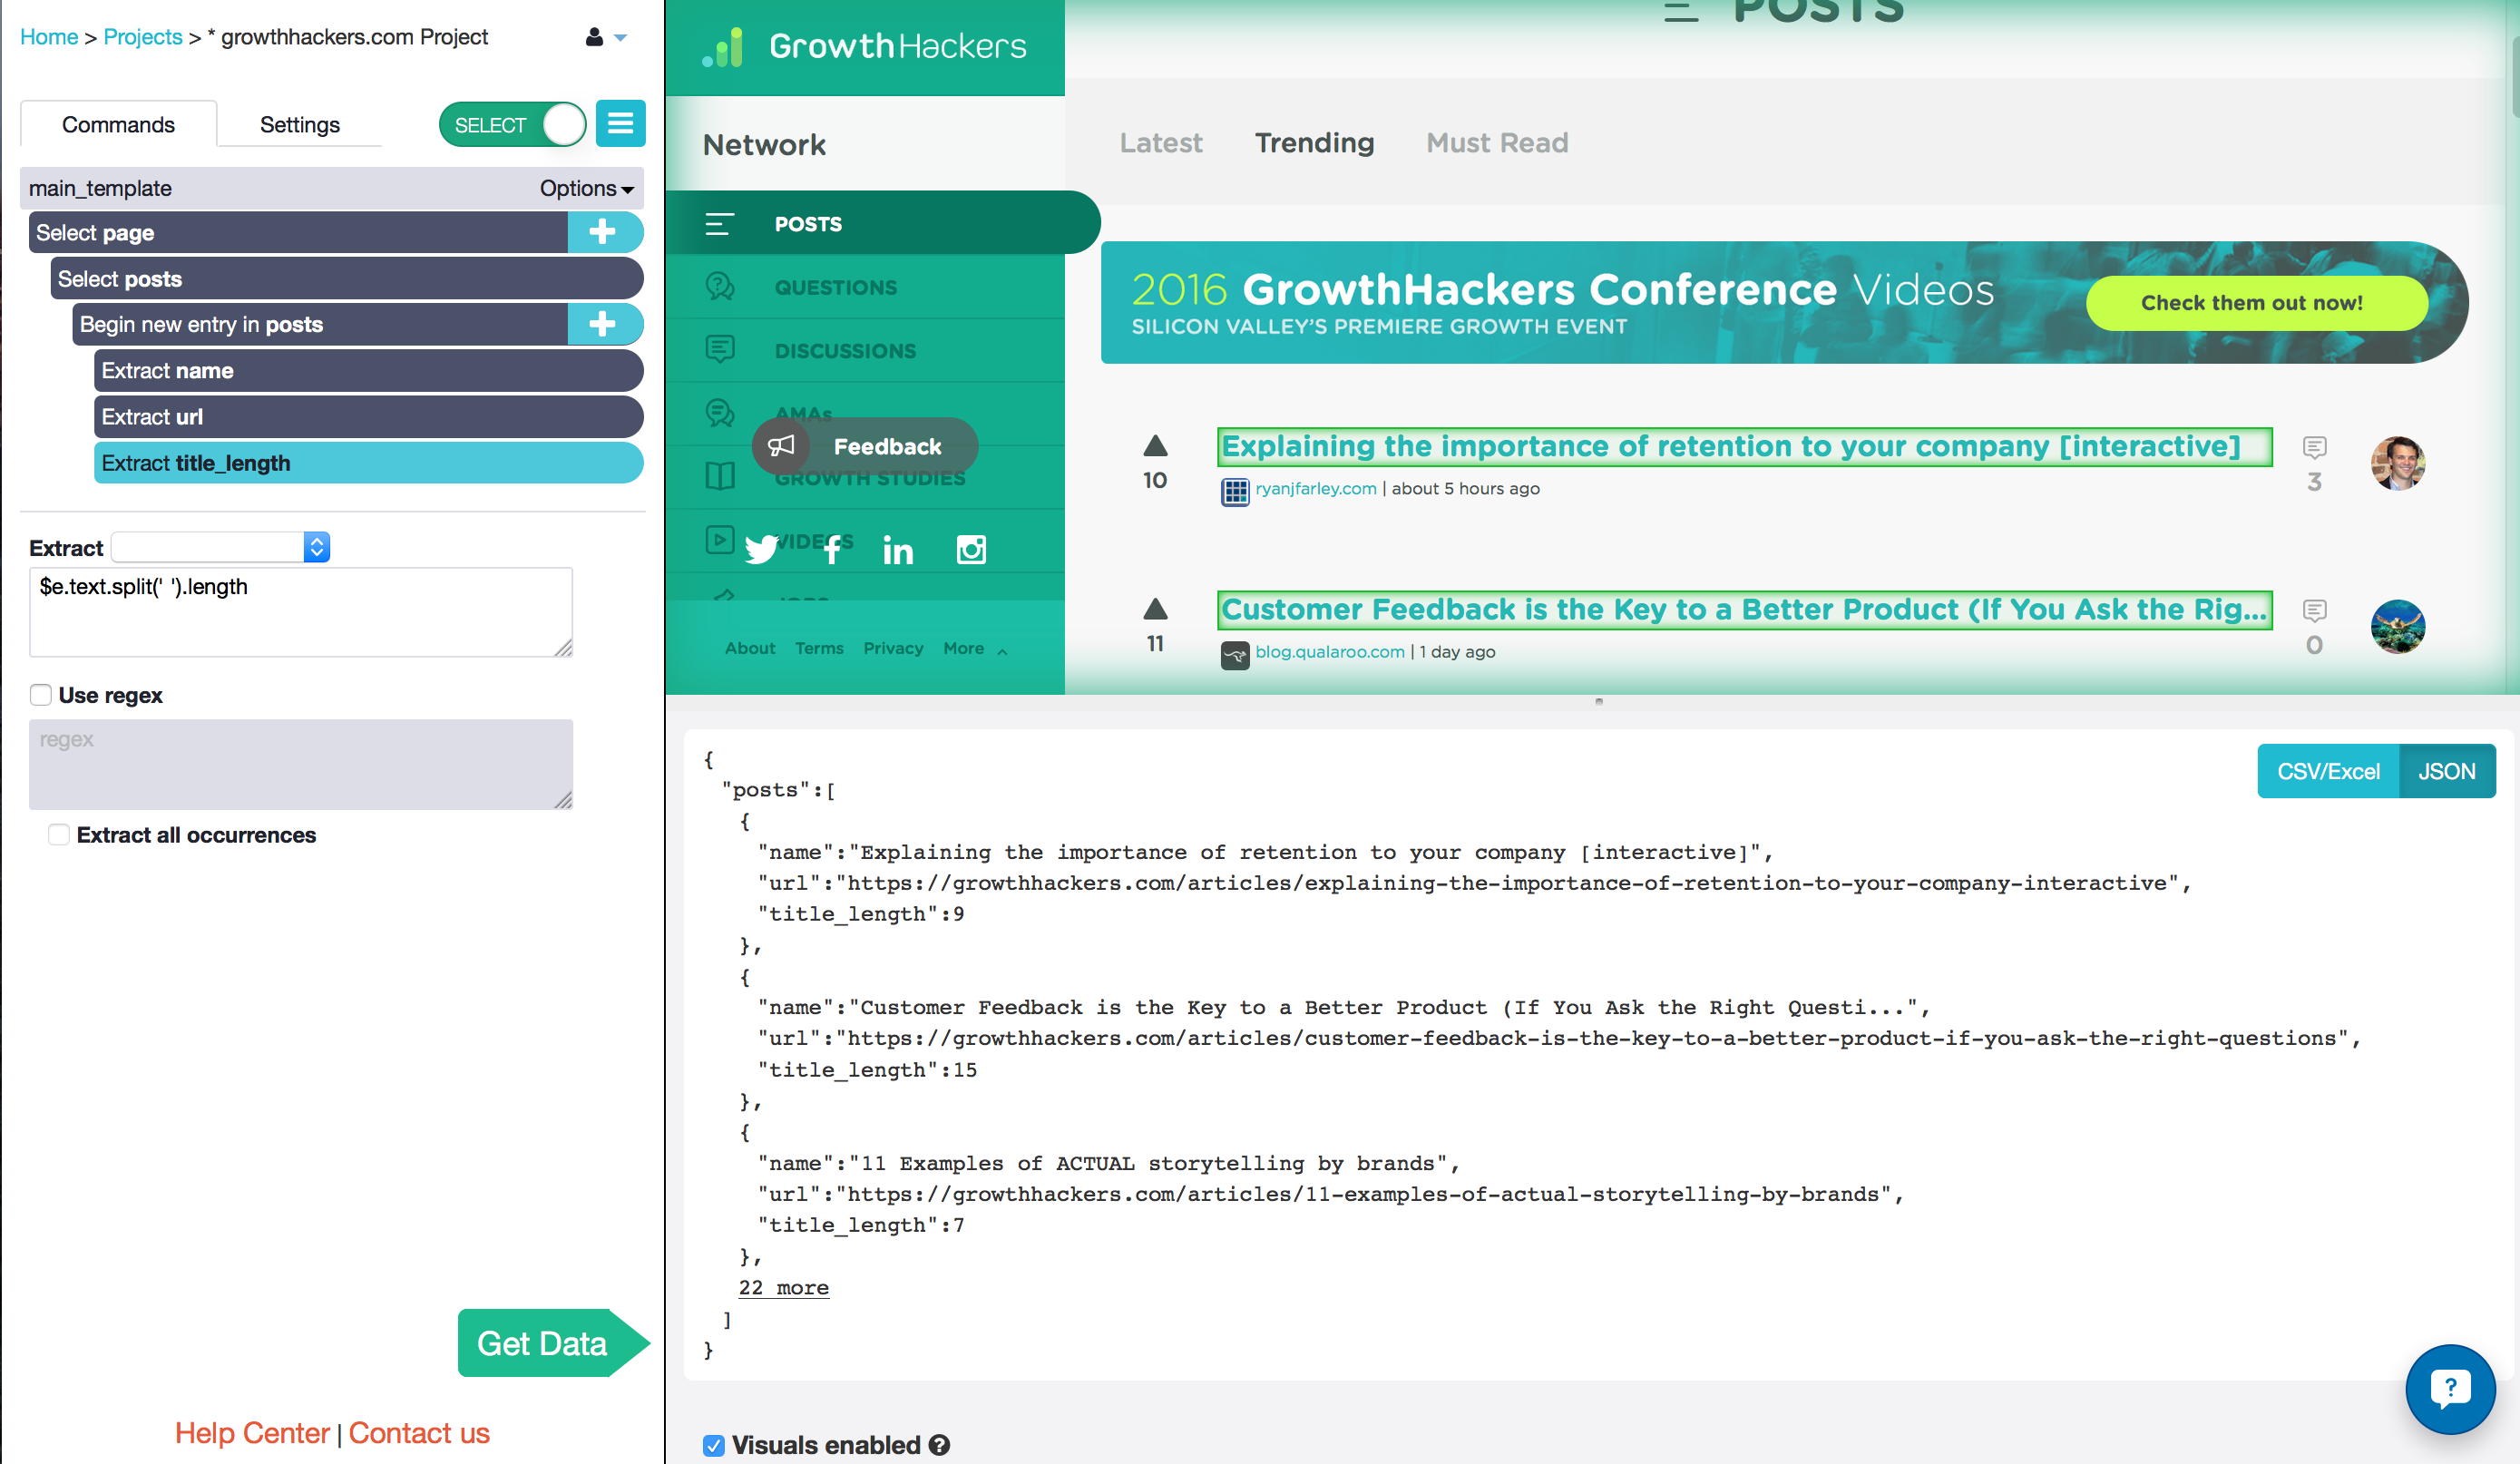 Home > Projects > * growthhackers.com Project
Commands
Settings
SELECT
main_template
Options
Select page
Select posts
Begin new entry in posts
Extract name
Extract url
Extract title_length
Extract
$e.text.split(' ').length
Use regex
regex
Extract all occurrences
Get Data
Help Center | Contact us
GrowthHackers
Network
POSTS
QUESTIONS
DISCUSSIONS
AMAs
Feedback
GROWTH STUDIES
VIDEOS
JOBS
About Terms Privacy More
POSTS
Latest Trending Must Read
2016 GrowthHackers Conference Videos
SILICON VALLEY'S PREMIERE GROWTH EVENT
Check them out now!
10
Explaining the importance of retention to your company [interactive]
ryanjfarley.com | about 5 hours ago
3
11
Customer Feedback is the Key to a Better Product (If You Ask the Rig...
blog.qualaroo.com | 1 day ago
0
CSV/Excel
JSON
{
"posts":[
{
"name":"Explaining the importance of retention to your company [interactive]",
"url":"https://growthhackers.com/articles/explaining-the-importance-of-retention-to-your-company-interactive",
"title_length":9
},
{
"name":"Customer Feedback is the Key to a Better Product (If You Ask the Right Questi...",
"url":"https://growthhackers.com/articles/customer-feedback-is-the-key-to-a-better-product-if-you-ask-the-right-questions",
"title_length":15
},
{
"name":"11 Examples of ACTUAL storytelling by brands",
"url":"https://growthhackers.com/articles/11-examples-of-actual-storytelling-by-brands",
"title_length":7
},
22 more
]
}
Visuals enabled